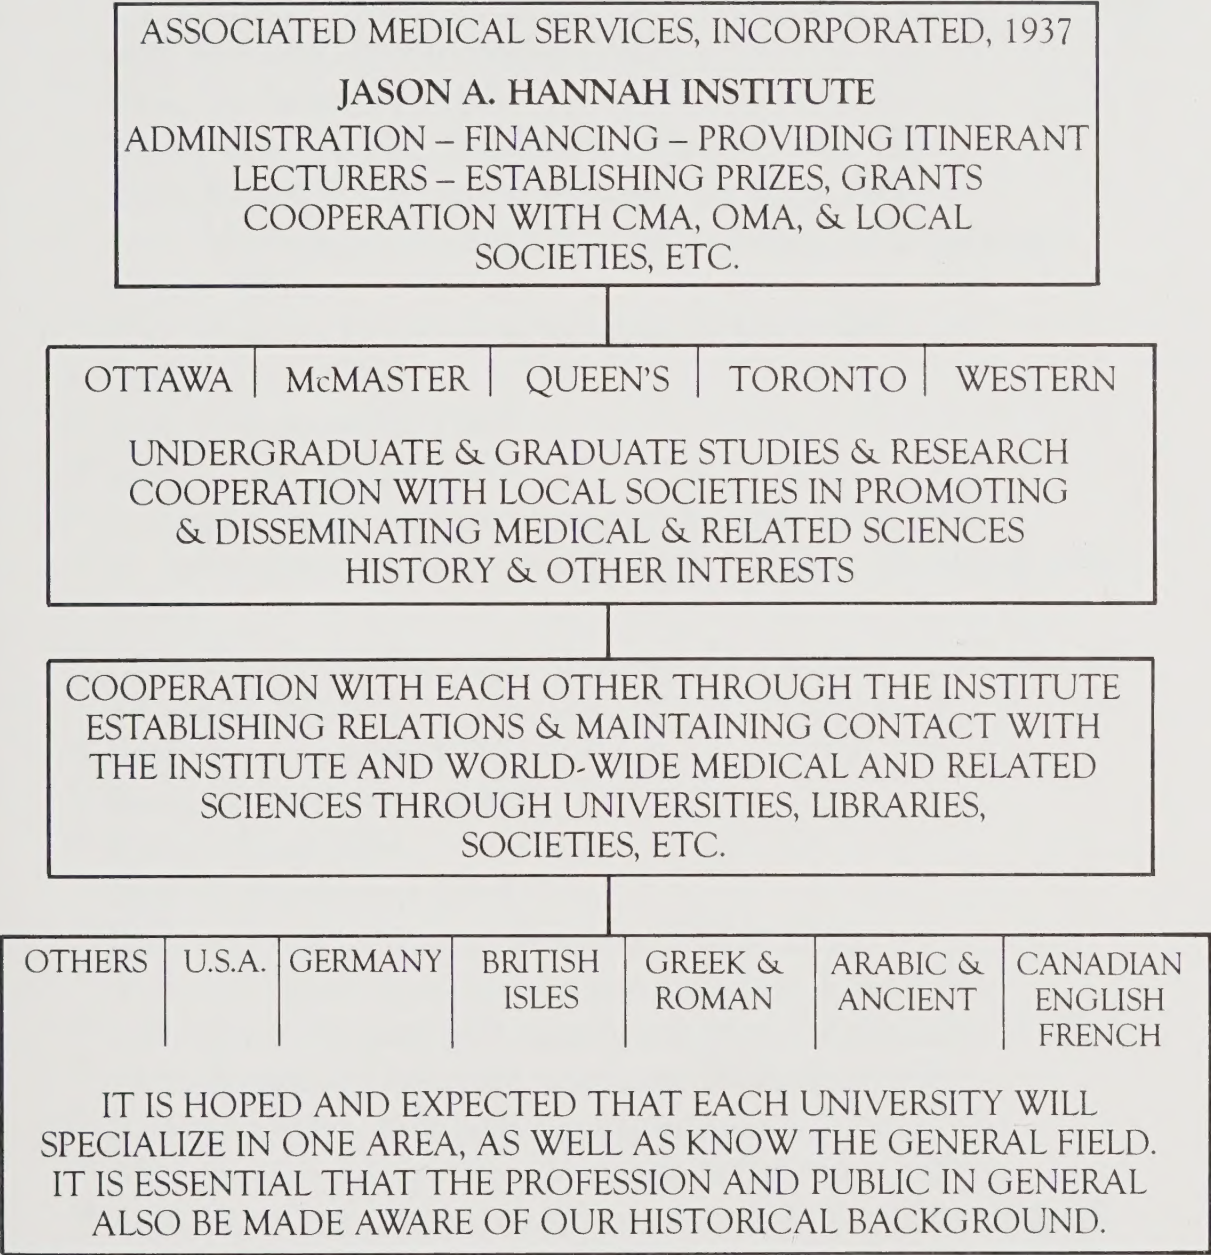 ASSOCIATED MEDICAL SERVICES, INCORPORATED, 1937
JASON A. HANNAH INSTITUTE
ADMINISTRATION – FINANCING – PROVIDING ITINERANT
LECTURERS – ESTABLISHING PRIZES, GRANTS
COOPERATION WITH CMA, OMA, & LOCAL
SOCIETIES, ETC.
OTTAWA McMASTER QUEEN'S TORONTO WESTERN
UNDERGRADUATE & GRADUATE STUDIES & RESEARCH
COOPERATION WITH LOCAL SOCIETIES IN PROMOTING
& DISSEMINATING MEDICAL & RELATED SCIENCES
HISTORY & OTHER INTERESTS
COOPERATION WITH EACH OTHER THROUGH THE INSTITUTE
ESTABLISHING RELATIONS & MAINTAINING CONTACT WITH
THE INSTITUTE AND WORLD-WIDE MEDICAL AND RELATED
SCIENCES THROUGH UNIVERSITIES, LIBRARIES,
SOCIETIES, ETC.
OTHERS
U.S.A.
GERMANY
BRITISH
ISLES
GREEK &
ROMAN
ARABIC &
ANCIENT
CANADIAN
ENGLISH
FRENCH
IT IS HOPED AND EXPECTED THAT EACH UNIVERSITY WILL
SPECIALIZE IN ONE AREA, AS WELL AS KNOW THE GENERAL FIELD.
IT IS ESSENTIAL THAT THE PROFESSION AND PUBLIC IN GENERAL
ALSO BE MADE AWARE OF OUR HISTORICAL BACKGROUND.